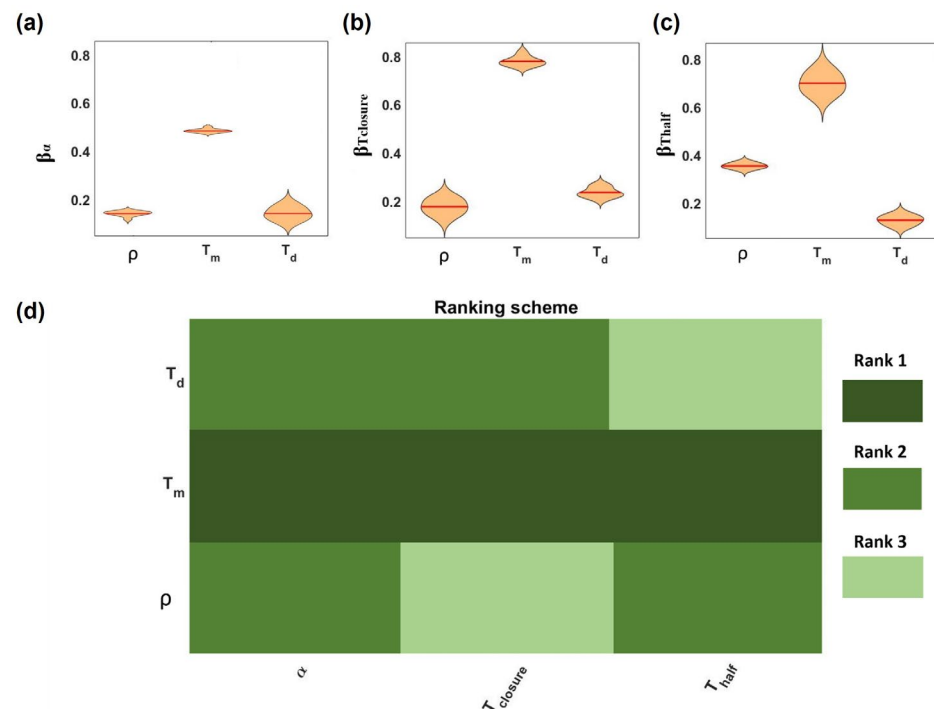 (a)
(b)
(c)
0.8
0.6
0.4
0.2
βα
ρ
Tm
Td
0.8
0.6
0.4
0.2
βTclosure
ρ
Tm
Td
0.8
0.6
0.4
0.2
βThalf
ρ
Tm
Td
(d)
Ranking scheme
Td
Tm
ρ
α
Tclosure
Thalf
Rank 1
Rank 2
Rank 3